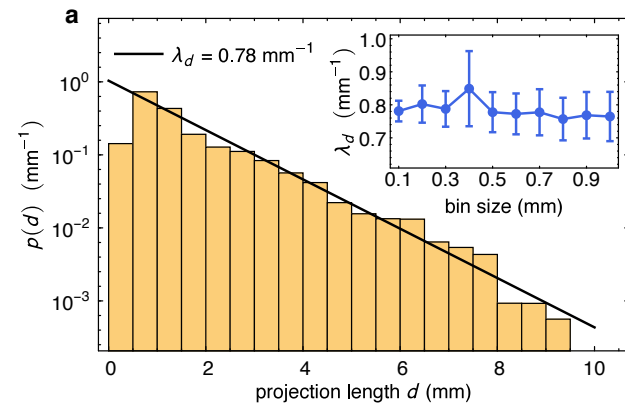 a
λ_d = 0.78 mm⁻¹
p(d) (mm⁻¹)
10⁰
10⁻¹
10⁻²
10⁻³
0 2 4 6 8 10
projection length d (mm)
λ_d (mm⁻¹)
1.0
0.9
0.8
0.7
0.1 0.3 0.5 0.7 0.9
bin size (mm)